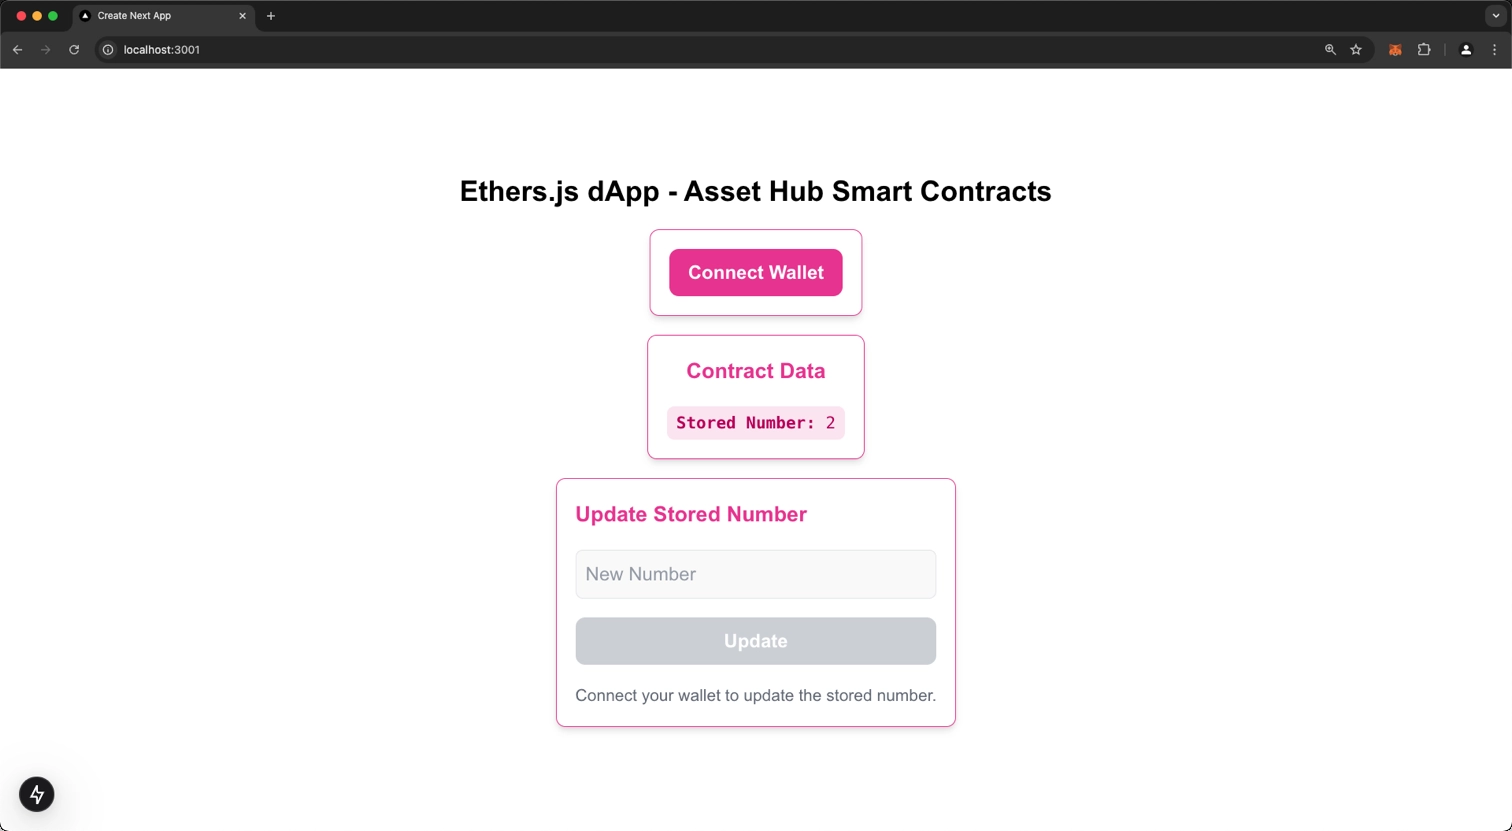 Create Next App
localhost:3001
Ethers.js dApp - Asset Hub Smart Contracts
Connect Wallet
Contract Data
Stored Number: 2
Update Stored Number
New Number
Update
Connect your wallet to update the stored number.